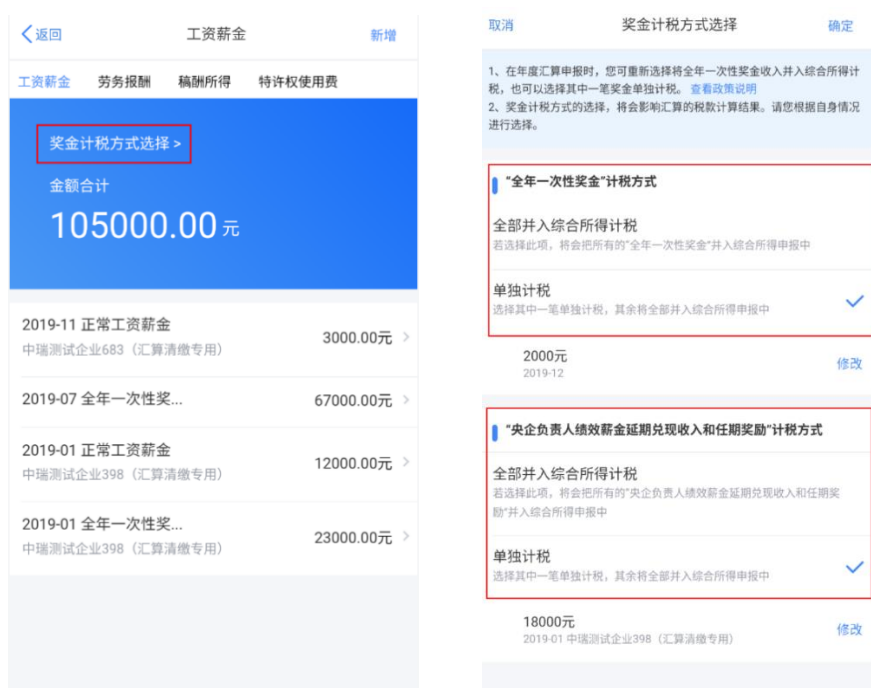 返回
工资薪金
新增
工资薪金 劳务报酬 稿酬所得 特许权使用费
奖金计税方式选择 >
金额合计
105000.00 元
2019-11 正常工资薪金
中瑞测试企业683（汇算清缴专用）
3000.00元
2019-07 全年一次性奖...
67000.00元
2019-01 正常工资薪金
中瑞测试企业398（汇算清缴专用）
12000.00元
2019-01 全年一次性奖...
中瑞测试企业398（汇算清缴专用）
23000.00元
取消
奖金计税方式选择
确定
1、在年度汇算申报时，您可重新选择将全年一次性奖金收入并入综合所得计
税，也可以选择其中一笔奖金单独计税。 查看政策说明
2、奖金计税方式的选择，将会影响汇算的税款计算结果。请您根据自身情况
进行选择。
“全年一次性奖金”计税方式
全部并入综合所得计税
若选择此项，将会把所有的“全年一次性奖金”并入综合所得申报中
单独计税
选择其中一笔单独计税，其余将全部并入综合所得申报中
2000元
2019-12
修改
“央企负责人绩效薪金延期兑现收入和任期奖励”计税方式
全部并入综合所得计税
若选择此项，将会把所有的“央企负责人绩效薪金延期兑现收入和任期奖
励”并入综合所得申报中
单独计税
选择其中一笔单独计税，其余将全部并入综合所得申报中
18000元
2019-01 中瑞测试企业398（汇算清缴专用）
修改